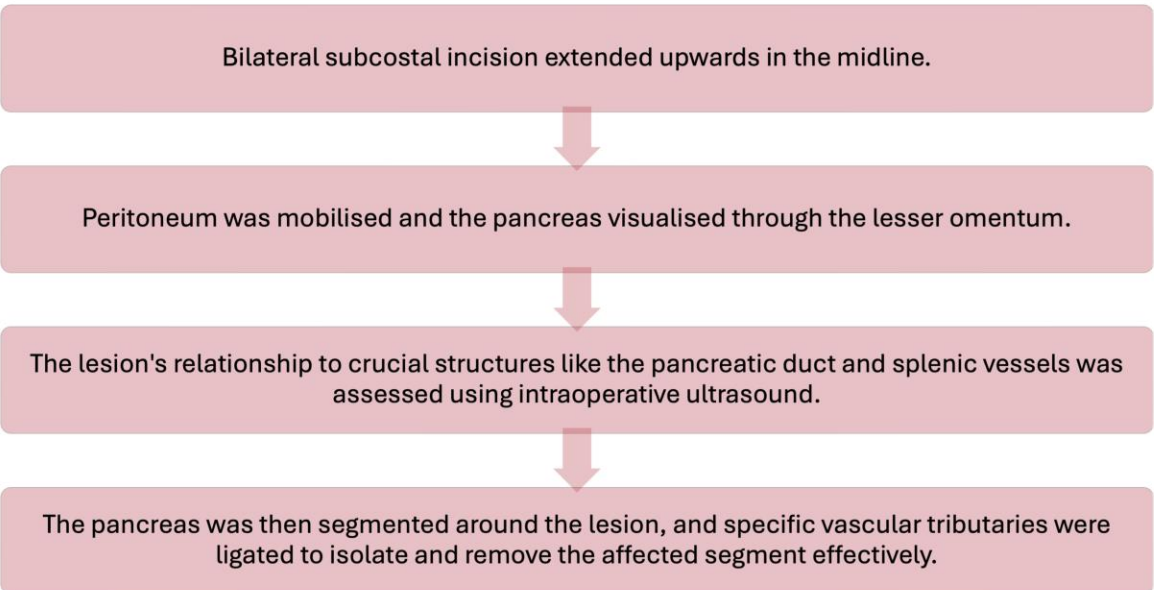 Bilateral subcostal incision extended upwards in the midline.
Peritoneum was mobilised and the pancreas visualised through the lesser omentum.
The lesion's relationship to crucial structures like the pancreatic duct and splenic vessels was
assessed using intraoperative ultrasound.
The pancreas was then segmented around the lesion, and specific vascular tributaries were
ligated to isolate and remove the affected segment effectively.